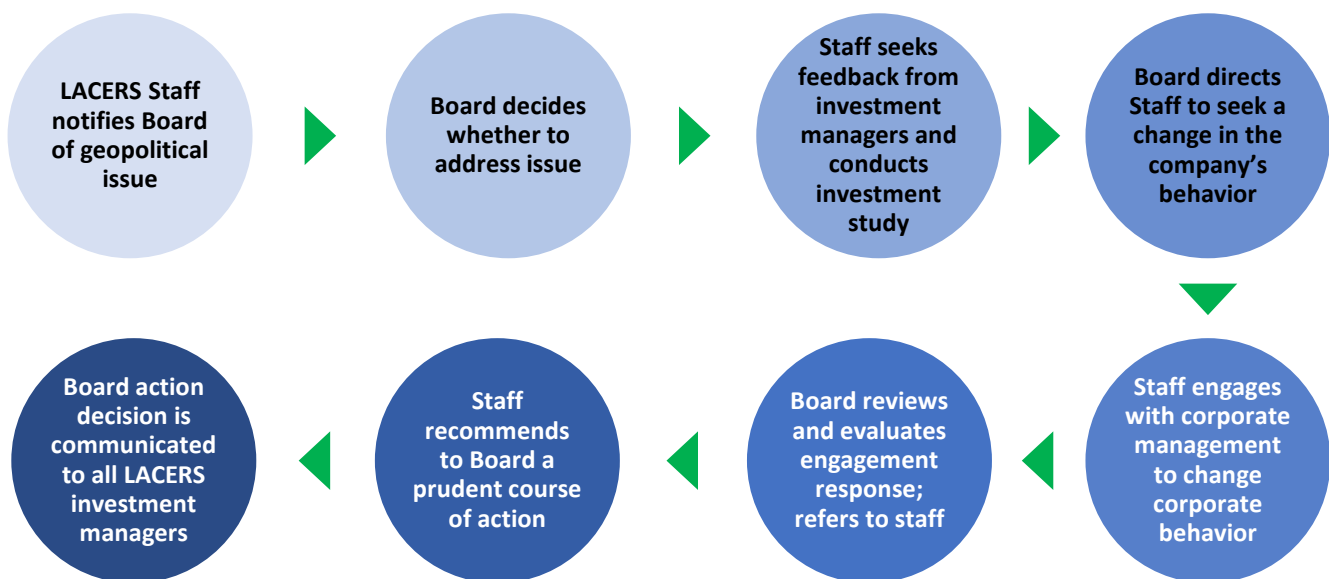 LACERS Staff
notifies Board
of geopolitical
issue
Board decides
whether to
address issue
Staff seeks
feedback from
investment
managers and
conducts
investment
study
Board directs
Staff to seek a
change in the
company’s
behavior
Staff engages
with corporate
management
to change
corporate
behavior
Board reviews
and evaluates
engagement
response;
refers to staff
Staff
recommends
to Board a
prudent course
of action
Board action
decision is
communicated
to all LACERS
investment
managers